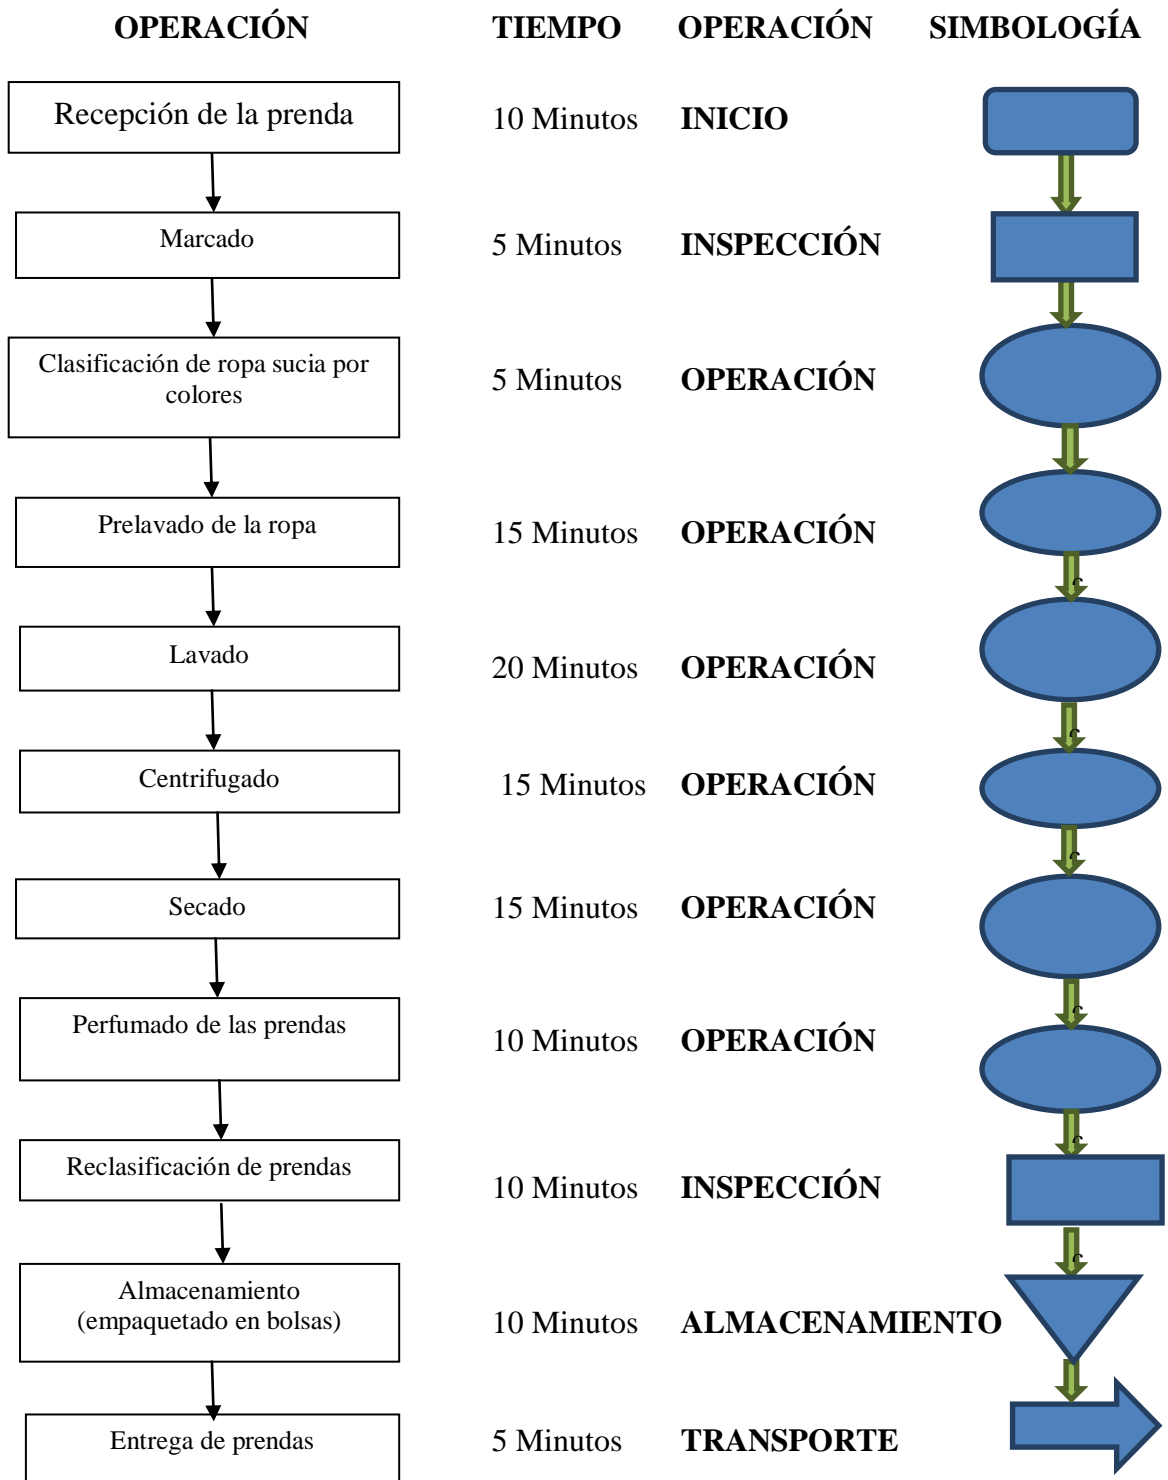 OPERACIÓN TIEMPO OPERACIÓN SIMBOLOGÍA
Recepción de la prenda 10 Minutos INICIO
Marcado 5 Minutos INSPECCIÓN
Clasificación de ropa sucia por
colores 5 Minutos OPERACIÓN
Prelavado de la ropa 15 Minutos OPERACIÓN
Lavado 20 Minutos OPERACIÓN
Centrifugado 15 Minutos OPERACIÓN
Secado 15 Minutos OPERACIÓN
Perfumado de las prendas 10 Minutos OPERACIÓN
Reclasificación de prendas 10 Minutos INSPECCIÓN
Almacenamiento
(empaquetado en bolsas) 10 Minutos ALMACENAMIENTO
Entrega de prendas 5 Minutos TRANSPORTE